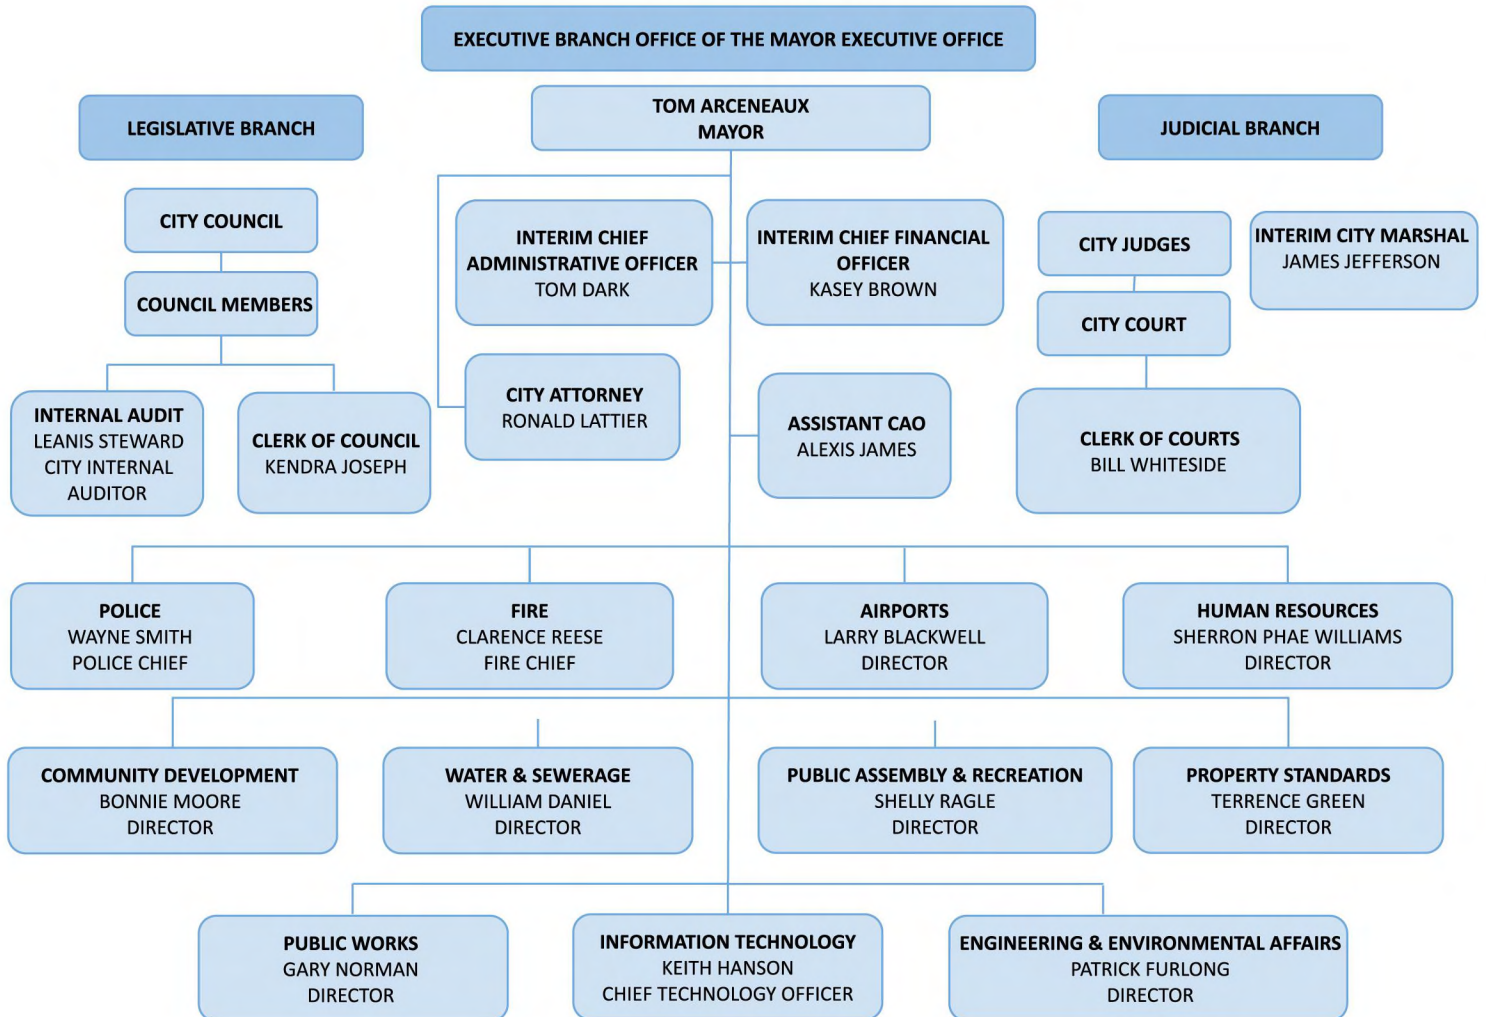 EXECUTIVE BRANCH OFFICE OF THE MAYOR EXECUTIVE OFFICE
TOM ARCENEAUX
MAYOR
LEGISLATIVE BRANCH
JUDICIAL BRANCH
CITY COUNCIL
COUNCIL MEMBERS
INTERNAL AUDIT
LEANIS STEWARD
CITY INTERNAL
AUDITOR
CLERK OF COUNCIL
KENDRA JOSEPH
INTERIM CHIEF
ADMINISTRATIVE OFFICER
TOM DARK
INTERIM CHIEF FINANCIAL
OFFICER
KASEY BROWN
CITY ATTORNEY
RONALD LATTIER
ASSISTANT CAO
ALEXIS JAMES
CITY JUDGES
INTERIM CITY MARSHAL
JAMES JEFFERSON
CITY COURT
CLERK OF COURTS
BILL WHITESIDE
POLICE
WAYNE SMITH
POLICE CHIEF
FIRE
CLARENCE REESE
FIRE CHIEF
AIRPORTS
LARRY BLACKWELL
DIRECTOR
HUMAN RESOURCES
SHERRON PHAE WILLIAMS
DIRECTOR
COMMUNITY DEVELOPMENT
BONNIE MOORE
DIRECTOR
WATER & SEWERAGE
WILLIAM DANIEL
DIRECTOR
PUBLIC ASSEMBLY & RECREATION
SHELLY RAGLE
DIRECTOR
PROPERTY STANDARDS
TERRENCE GREEN
DIRECTOR
PUBLIC WORKS
GARY NORMAN
DIRECTOR
INFORMATION TECHNOLOGY
KEITH HANSON
CHIEF TECHNOLOGY OFFICER
ENGINEERING & ENVIRONMENTAL AFFAIRS
PATRICK FURLONG
DIRECTOR